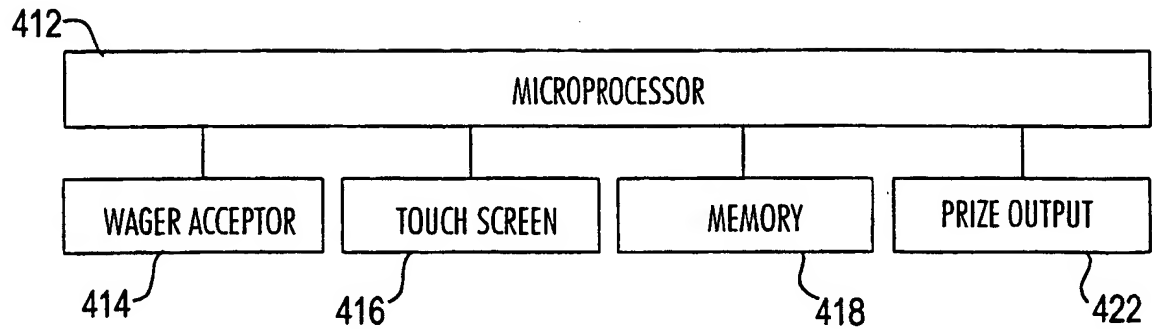 412
MICROPROCESSOR
WAGER ACCEPTOR
TOUCH SCREEN
MEMORY
PRIZE OUTPUT
414
416
418
422